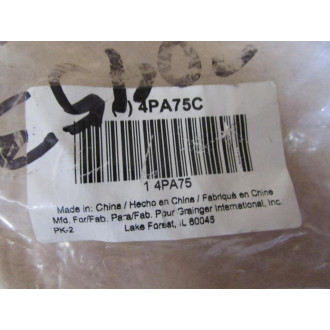 4PA75C
1 4PA75
Made in: China / Hecho en China / Fabriqué en Chine
Mfd. For/Fab. Para/Fab. Pour Grainger International, Inc.
PK-2 Lake Forest, IL 60045